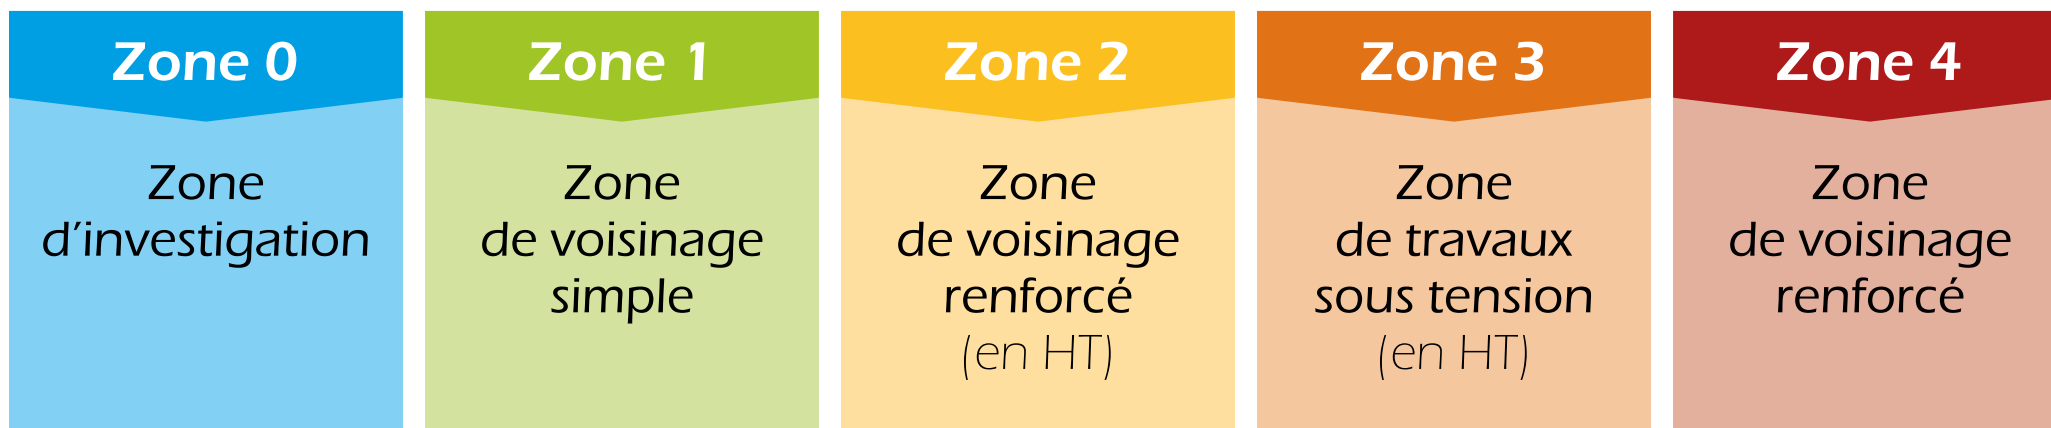 Zone 0
Zone
d’investigation
Zone 1
Zone
de voisinage
simple
Zone 2
Zone
de voisinage
renforcé
(en HT)
Zone 3
Zone
de travaux
sous tension
(en HT)
Zone 4
Zone
de voisinage
renforcé